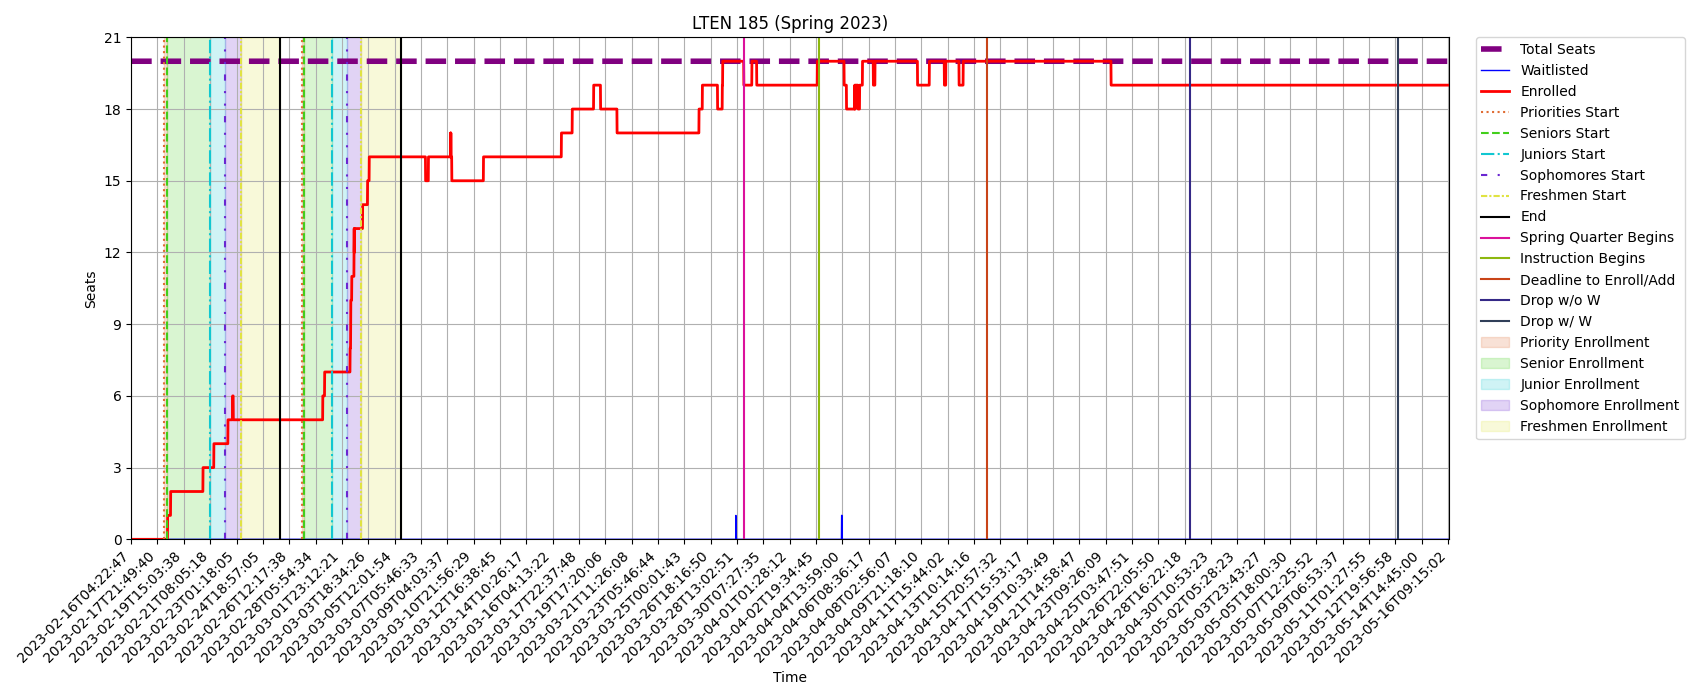 LTEN 185 (Spring 2023)
21
18
15
12
9
6
3
0
Seats
2023-02-16T04:22:47
2023-02-17T21:49:40
2023-02-19T15:03:38
2023-02-21T08:05:18
2023-02-23T01:18:05
2023-02-24T18:57:05
2023-02-26T12:17:38
2023-02-28T05:54:34
2023-03-01T23:12:21
2023-03-03T18:34:26
2023-03-05T12:01:54
2023-03-07T05:46:33
2023-03-09T04:03:37
2023-03-10T21:56:29
2023-03-12T16:38:45
2023-03-14T10:26:17
2023-03-16T04:13:22
2023-03-17T22:37:48
2023-03-19T17:20:06
2023-03-21T11:26:08
2023-03-23T05:46:44
2023-03-25T00:01:43
2023-03-26T18:16:50
2023-03-28T13:02:51
2023-03-30T07:27:35
2023-04-01T01:28:12
2023-04-02T19:34:45
2023-04-04T13:59:00
2023-04-06T08:36:17
2023-04-08T02:56:07
2023-04-09T21:18:10
2023-04-11T15:44:02
2023-04-13T10:14:16
2023-04-15T20:57:32
2023-04-17T15:53:17
2023-04-19T10:33:49
2023-04-21T14:58:47
2023-04-23T09:26:09
2023-04-25T03:47:51
2023-04-26T22:05:50
2023-04-28T16:22:18
2023-04-30T10:53:23
2023-05-02T05:28:23
2023-05-03T23:43:27
2023-05-05T18:00:30
2023-05-07T12:25:52
2023-05-09T06:53:37
2023-05-11T01:27:55
2023-05-12T19:56:58
2023-05-14T14:45:00
2023-05-16T09:15:02
Time
Total Seats
Waitlisted
Enrolled
Priorities Start
Seniors Start
Juniors Start
Sophomores Start
Freshmen Start
End
Spring Quarter Begins
Instruction Begins
Deadline to Enroll/Add
Drop w/o W
Drop w/ W
Priority Enrollment
Senior Enrollment
Junior Enrollment
Sophomore Enrollment
Freshmen Enrollment